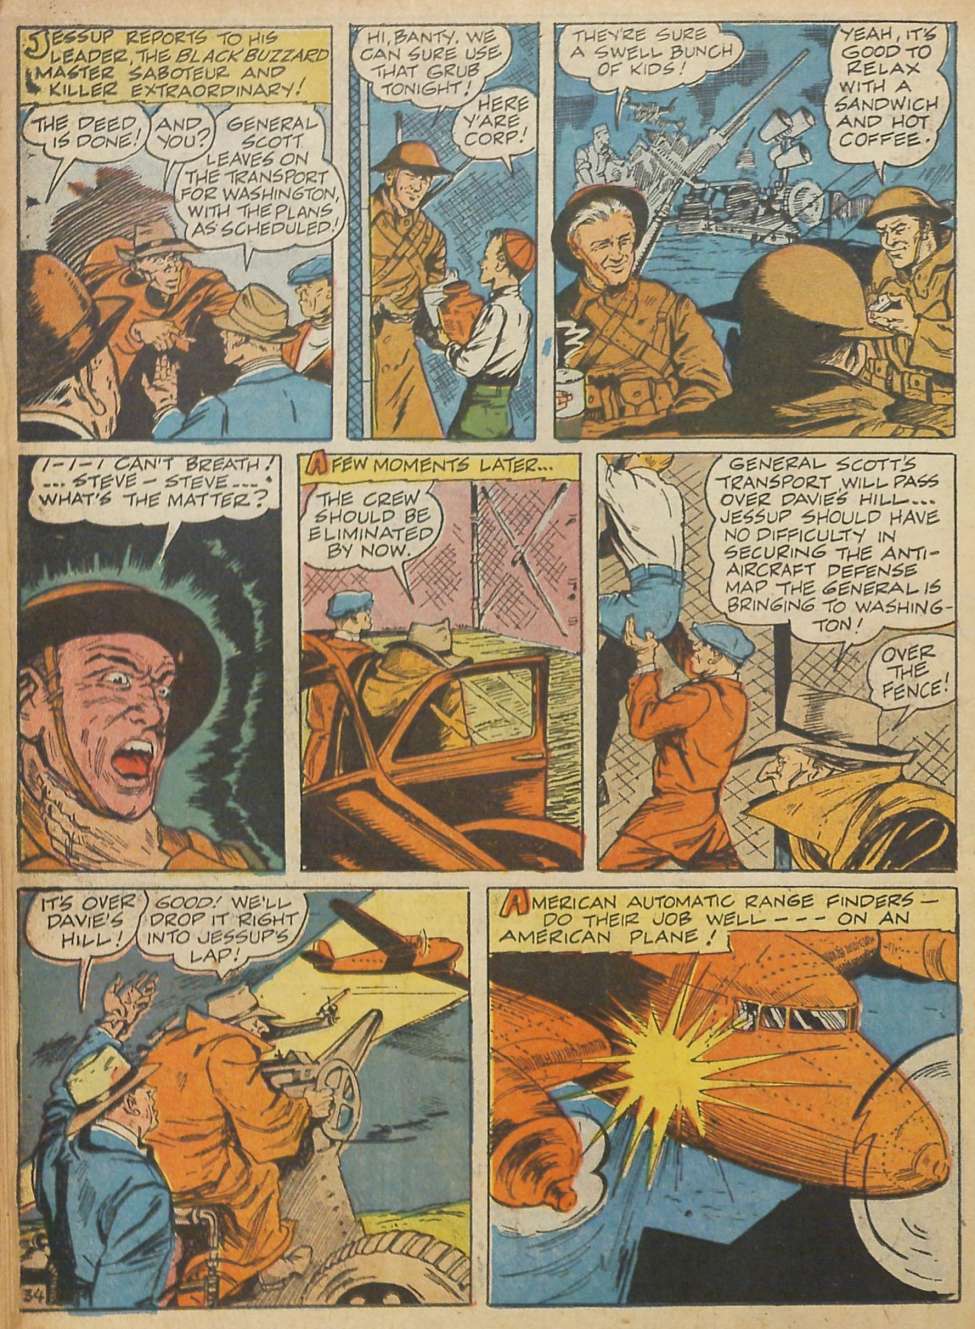 JESSUP REPORTS TO HIS
LEADER, THE BLACK BUZZARD
MASTER SABOTEUR AND
KILLER EXTRAORDINARY!
THE DEED
IS DONE!
AND
YOU?
GENERAL
SCOTT
LEAVES ON
THE TRANSPORT
FOR WASHINGTON,
WITH THE PLANS
AS SCHEDULED!
HI, BANTY. WE
CAN SURE USE
THAT GRUB
TONIGHT!
HERE
Y'ARE
CORP!
THEY'RE SURE
A SWELL BUNCH
OF KIDS!
YEAH, IT'S
GOOD TO
RELAX
WITH A
SANDWICH
AND HOT
COFFEE.
I-I-I CAN'T BREATH!
... STEVE - STEVE ...
WHAT'S THE MATTER?
A FEW MOMENTS LATER...
THE CREW
SHOULD BE
ELIMINATED
BY NOW.
GENERAL SCOTT'S
TRANSPORT WILL PASS
OVER DAVIE'S HILL...
JESSUP SHOULD HAVE
NO DIFFICULTY IN
SECURING THE ANTI-
AIRCRAFT DEFENSE
MAP THE GENERAL IS
BRINGING TO WASHING-
TON!
OVER
THE
FENCE!
IT'S OVER
DAVIE'S
HILL!
GOOD! WE'LL
DROP IT RIGHT
INTO JESSUP'S
LAP!
AMERICAN AUTOMATIC RANGE FINDERS -
DO THEIR JOB WELL --- ON AN
AMERICAN PLANE!
34